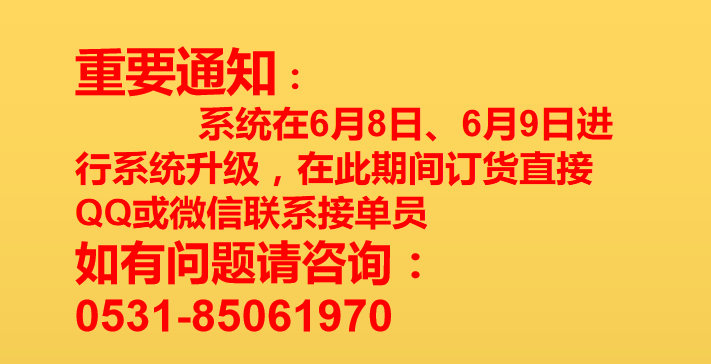 重要通知：
系统在6月8日、6月9日进
行系统升级，在此期间订货直接
QQ或微信联系接单员
如有问题请咨询：
0531-85061970